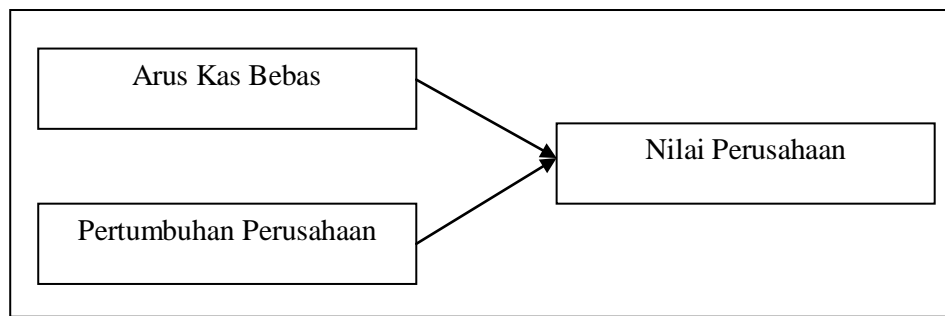 Arus Kas Bebas
Nilai Perusahaan
Pertumbuhan Perusahaan